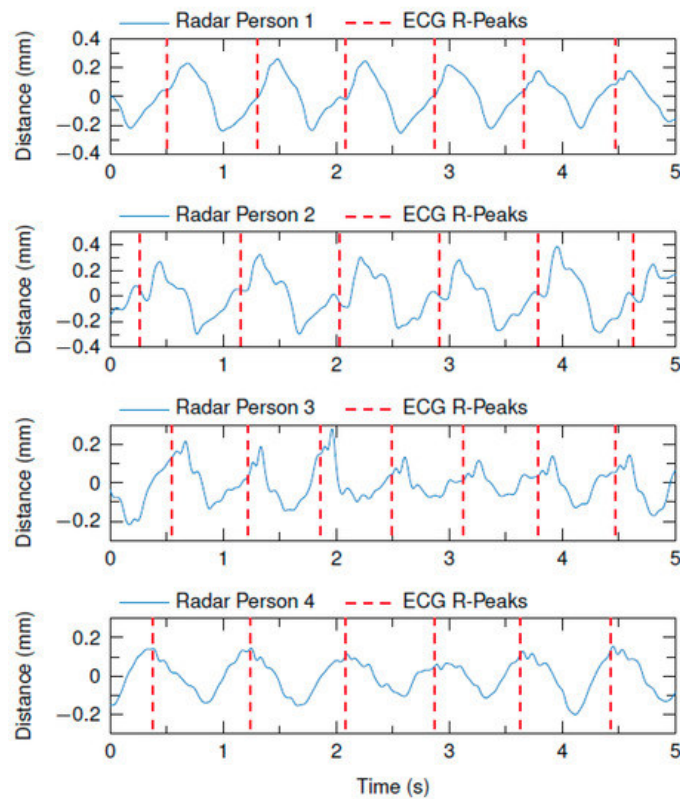 Radar Person 1 ECG R-Peaks
Distance (mm)
0.4
0.2
0
−0.2
−0.4
0 1 2 3 4 5
Radar Person 2 ECG R-Peaks
Distance (mm)
0.4
0.2
0
−0.2
−0.4
0 1 2 3 4 5
Radar Person 3 ECG R-Peaks
Distance (mm)
0.2
0
−0.2
0 1 2 3 4 5
Radar Person 4 ECG R-Peaks
Distance (mm)
0.2
0
−0.2
0 1 2 3 4 5
Time (s)